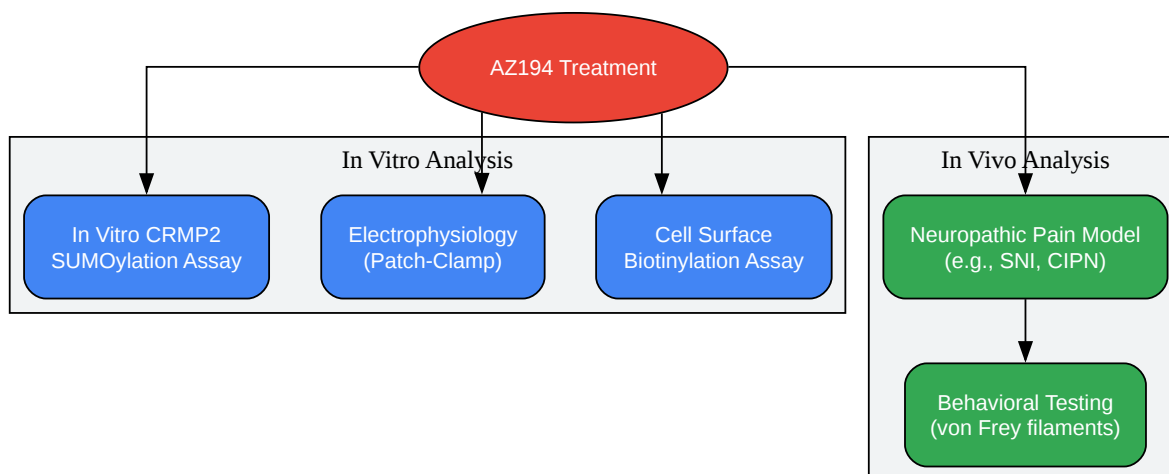 AZ194 Treatment
In Vitro Analysis
In Vivo Analysis
In Vitro CRMP2
SUMOylation Assay
Electrophysiology
(Patch-Clamp)
Cell Surface
Biotinylation Assay
Neuropathic Pain Model
(e.g., SNI, CIPN)
Behavioral Testing
(von Frey filaments)